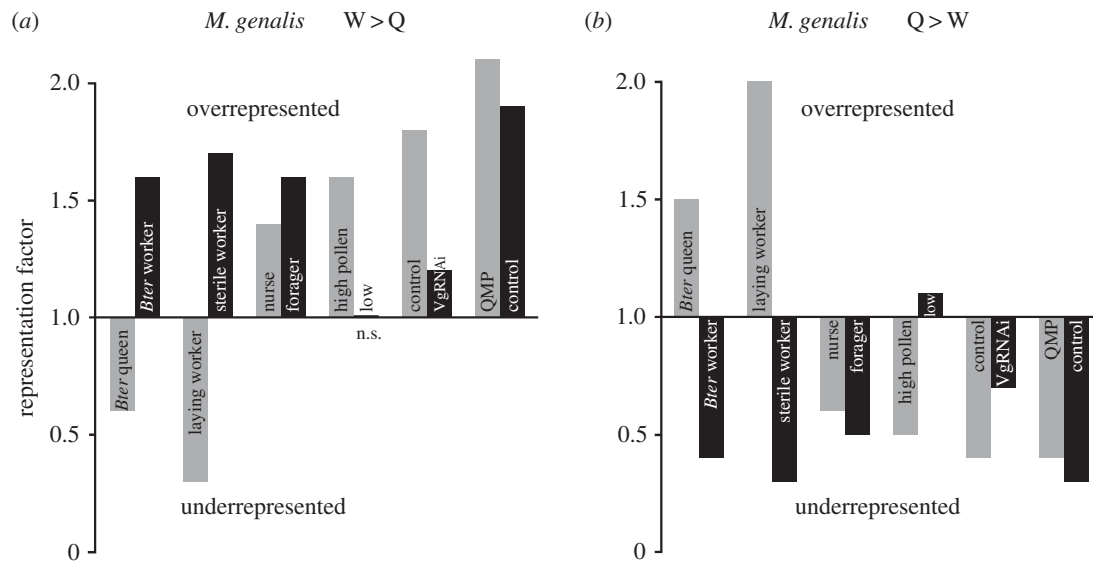 (a) M. genalis W > Q
overrepresented
underrepresented
representation factor
2.0
1.5
1.0
0.5
0
Bter queen
Bter worker
laying worker
sterile worker
nurse
forager
high pollen
low
n.s.
control
VgRNAi
QMP
control
(b) M. genalis Q > W
overrepresented
underrepresented
2.0
1.5
1.0
0.5
0
Bter queen
Bter worker
laying worker
sterile worker
nurse
forager
high pollen
low
control
VgRNAi
QMP
control